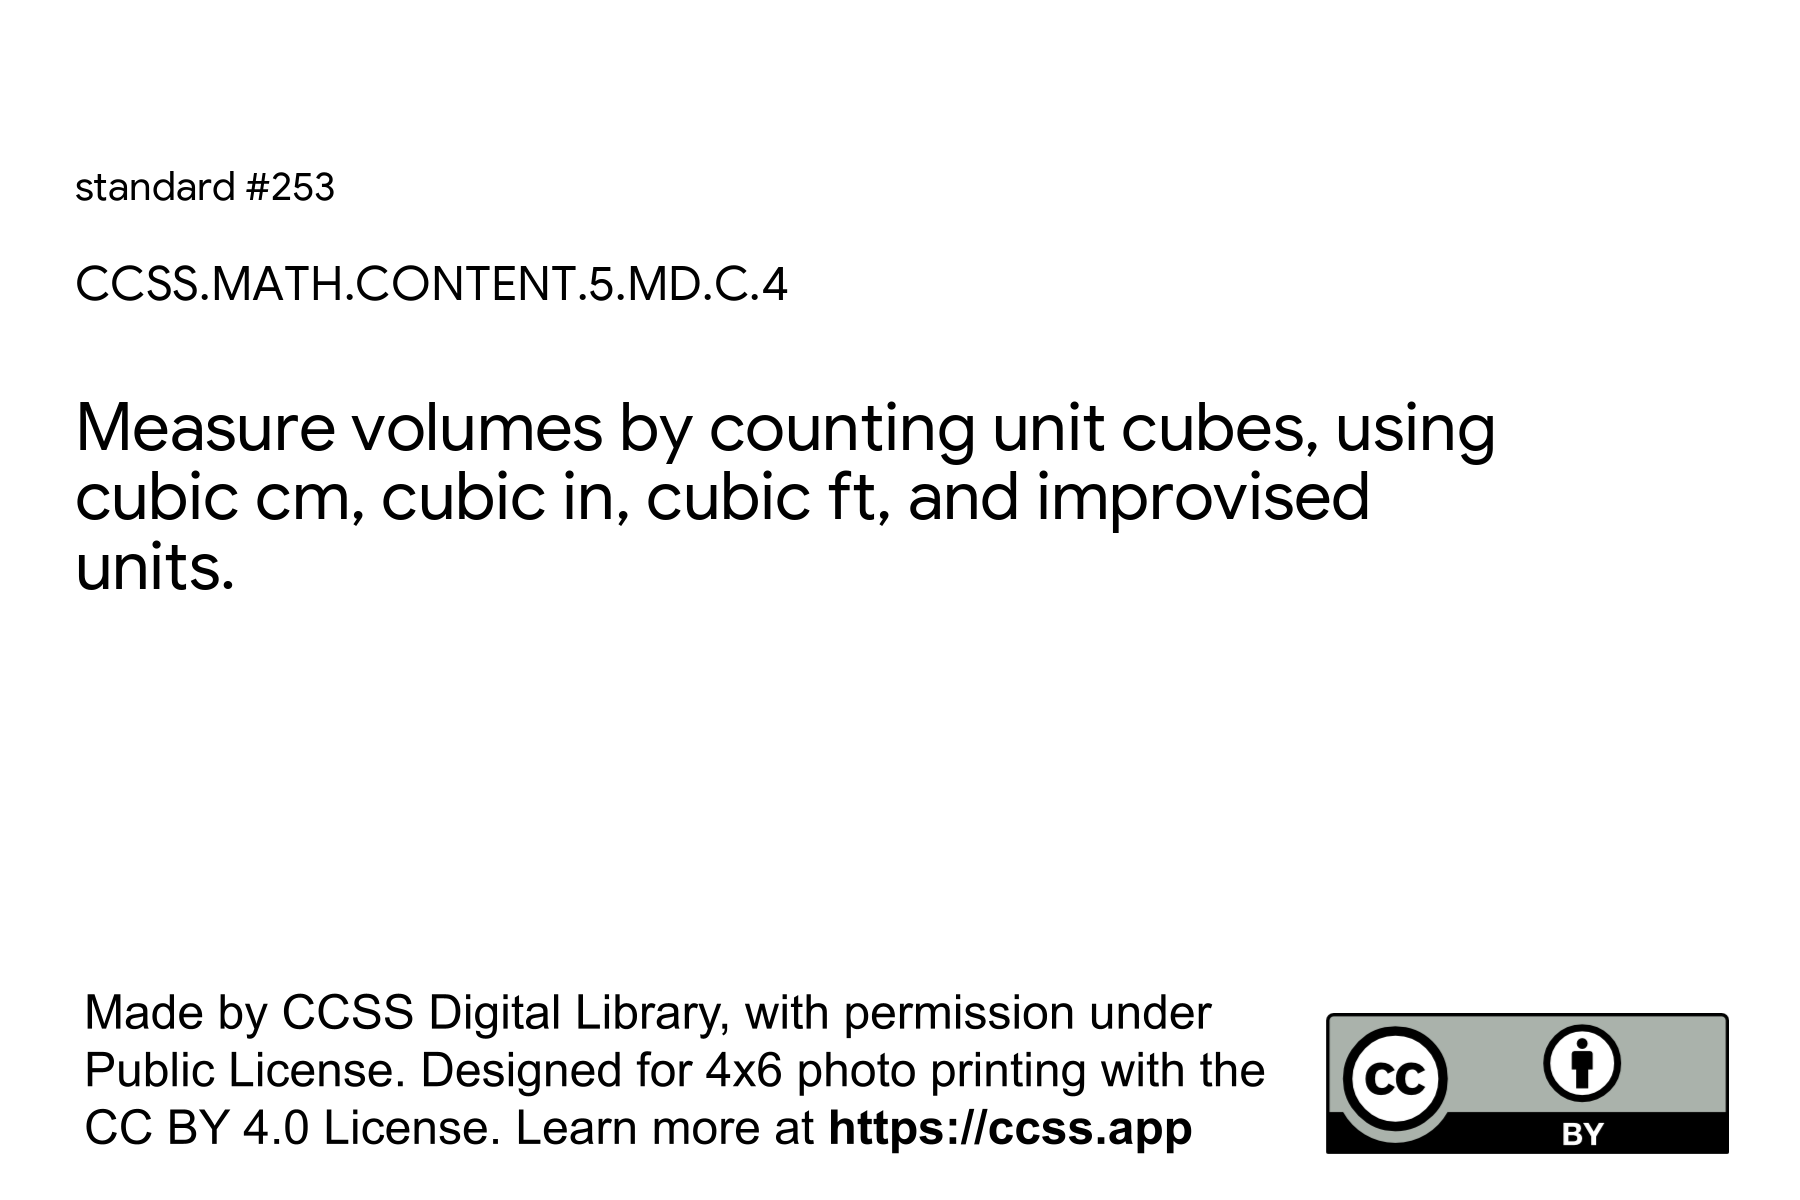 standard #253
CCSS.MATH.CONTENT.5.MD.C.4
Measure volumes by counting unit cubes, using
cubic cm, cubic in, cubic ft, and improvised
units.
Made by CCSS Digital Library, with permission under
Public License. Designed for 4x6 photo printing with the
CC BY 4.0 License. Learn more at https://ccss.app
CC
BY